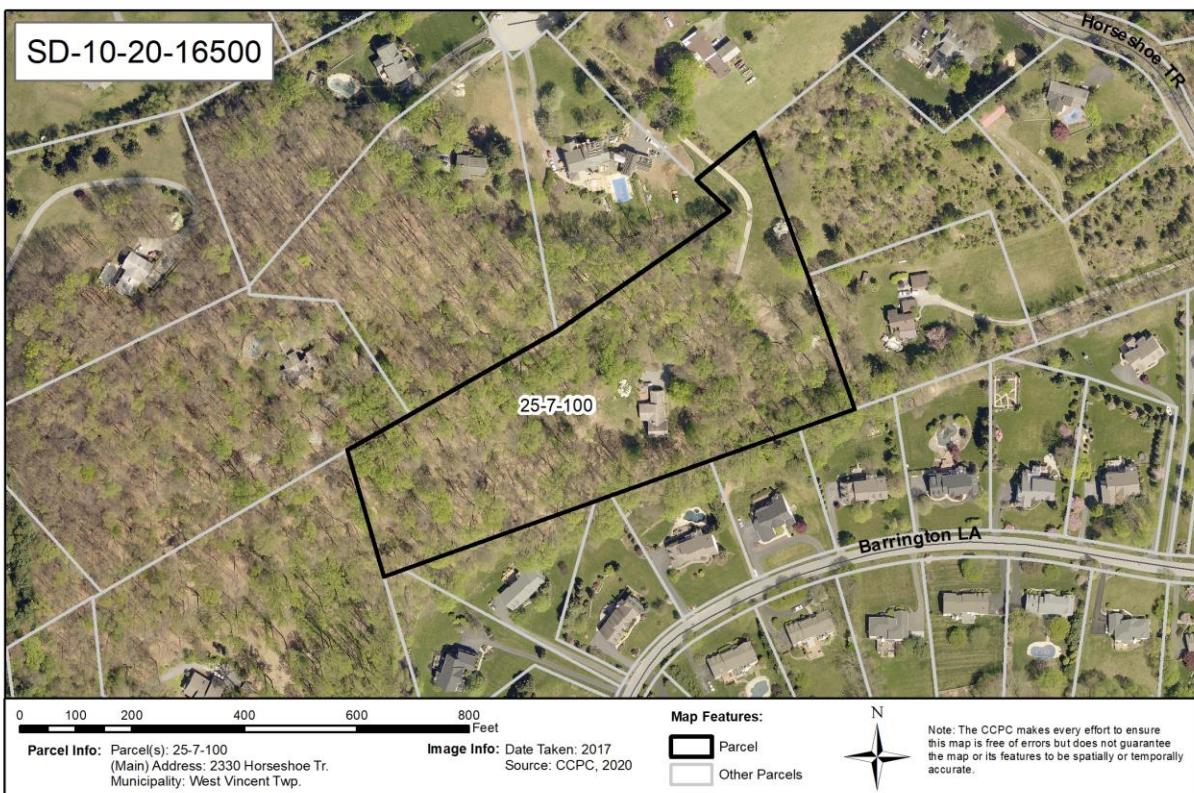 SD-10-20-16500
Horseshoe TR
25-7-100
Barrington LA
0 100 200 400 600 800
Feet
Parcel Info: Parcel(s): 25-7-100
(Main) Address: 2330 Horseshoe Tr.
Municipality: West Vincent Twp.
Image Info: Date Taken: 2017
Source: CCPC, 2020
Map Features:
Parcel
Other Parcels
N
Note: The CCPC makes every effort to ensure
this map is free of errors but does not guarantee
the map or its features to be spatially or temporally
accurate.